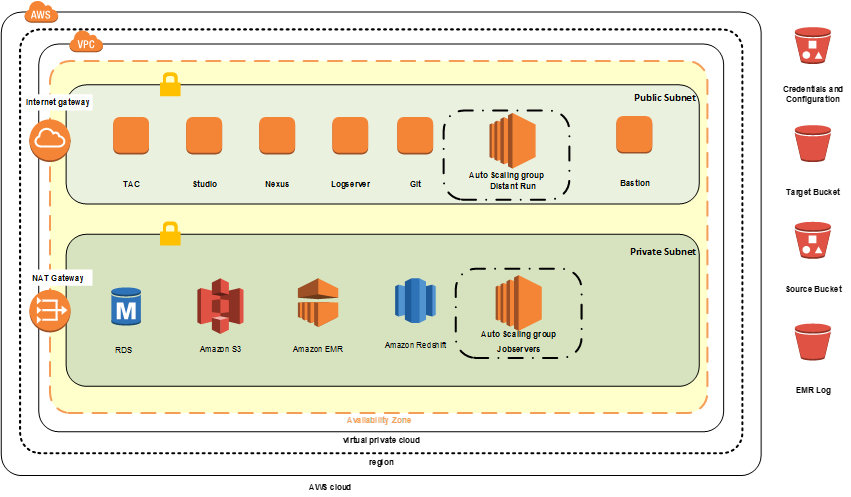 AWS
VPC
Internet gateway
Public Subnet
TAC
Studio
Nexus
Logserver
Git
Auto Scaling group
Distant Run
Bastion
Private Subnet
NAT Gateway
M
RDS
Amazon S3
Amazon EMR
Amazon Redshift
Auto Scaling group
Jobservers
Availability Zone
virtual private cloud
region
AWS cloud
Credentials and
Configuration
Target Bucket
Source Bucket
EMR Log